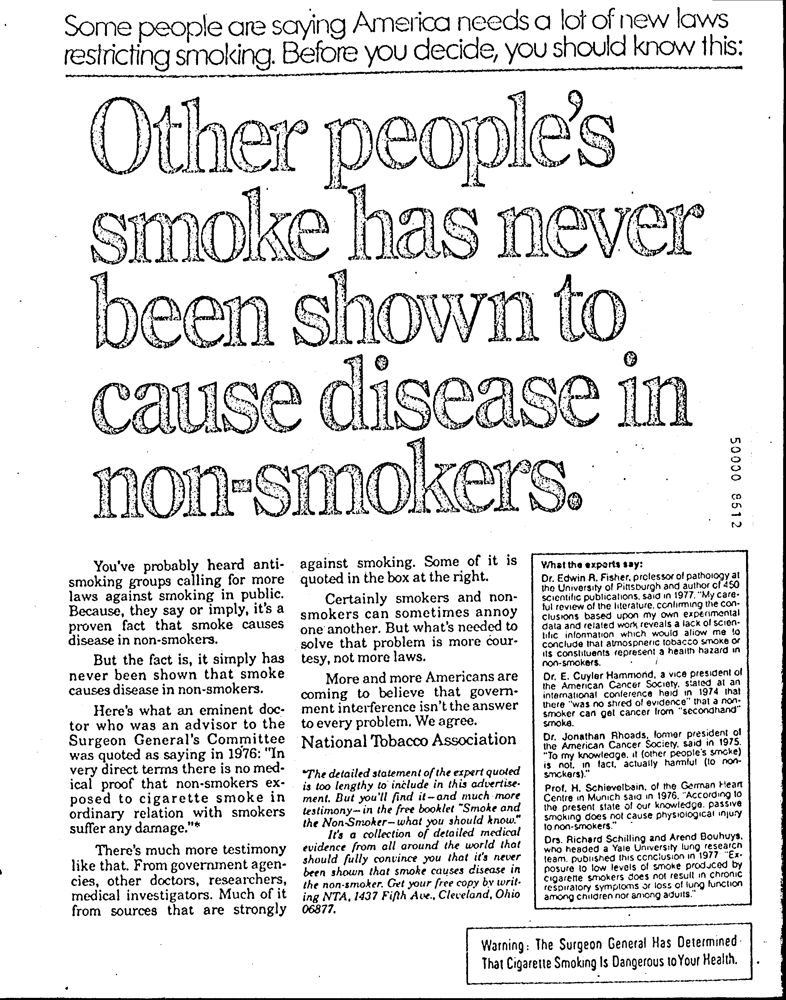 Some people are saying America needs a lot of new laws
restricting smoking. Before you decide, you should know this:
Other people's
smoke has never
been shown to
cause disease in
non-smokers.
You've probably heard anti-
smoking groups calling for more
laws against smoking in public.
Because, they say or imply, it's a
proven fact that smoke causes
disease in non-smokers.
But the fact is, it simply has
never been shown that smoke
causes disease in non-smokers.
Here's what an eminent doc-
tor who was an advisor to the
Surgeon General's Committee
was quoted as saying in 1976: "In
very direct terms there is no med-
ical proof that non-smokers ex-
posed to cigarette smoke in
ordinary relation with smokers
suffer any damage."*
There's much more testimony
like that. From government agen-
cies, other doctors, researchers,
medical investigators. Much of it
from sources that are strongly
against smoking. Some of it is
quoted in the box at the right.
Certainly smokers and non-
smokers can sometimes annoy
one another. But what's needed to
solve that problem is more cour-
tesy, not more laws.
More and more Americans are
coming to believe that govern-
ment interference isn't the answer
to every problem. We agree.
National Tobacco Association
*The detailed statement of the expert quoted
is too lengthy to include in this advertise-
ment. But you'll find it—and much more
testimony—in the free booklet "Smoke and
the Non-Smoker—what you should know."
It's a collection of detailed medical
evidence from all around the world that
should fully convince you that it's never
been shown that smoke causes disease in
the non-smoker. Get your free copy by writ-
ing NTA, 1437 Fifth Ave., Cleveland, Ohio
06877.
What the experts say:
Dr. Edwin R. Fisher, professor of pathology at
the University of Pittsburgh and author of 450
scientific publications, said in 1977, "My care-
ful review of the literature, confirming the con-
clusions based upon my own experimental
data and related work reveals a lack of scien-
tific information which would allow me to
conclude that atmospheric tobacco smoke or
its constituents represent a health hazard in
non-smokers.
Dr. E. Cuyler Hammond, a vice president of
the American Cancer Society, stated at an
international conference held in 1974 that
there "was no shred of evidence" that a non-
smoker can get cancer from "secondhand"
smoke.
Dr. Jonathan Rhoads, former president of
the American Cancer Society, said in 1975,
"To my knowledge, it (other people's smoke)
is not, in fact, actually harmful (to non-
smokers)."
Prof. H. Schievelbein, of the German Heart
Centre in Munich said in 1976, "According to
the present state of our knowledge, passive
smoking does not cause physiological injury
to non-smokers."
Drs. Richard Schilling and Arend Bouhuys,
who headed a Yale University lung research
team, published this conclusion in 1977 "Ex-
posure to low levels of smoke produced by
cigarette smokers does not result in chronic
respiratory symptoms or loss of lung function
among children nor among adults."
50000 8512
Warning: The Surgeon General Has Determined
That Cigarette Smoking Is Dangerous to Your Health.